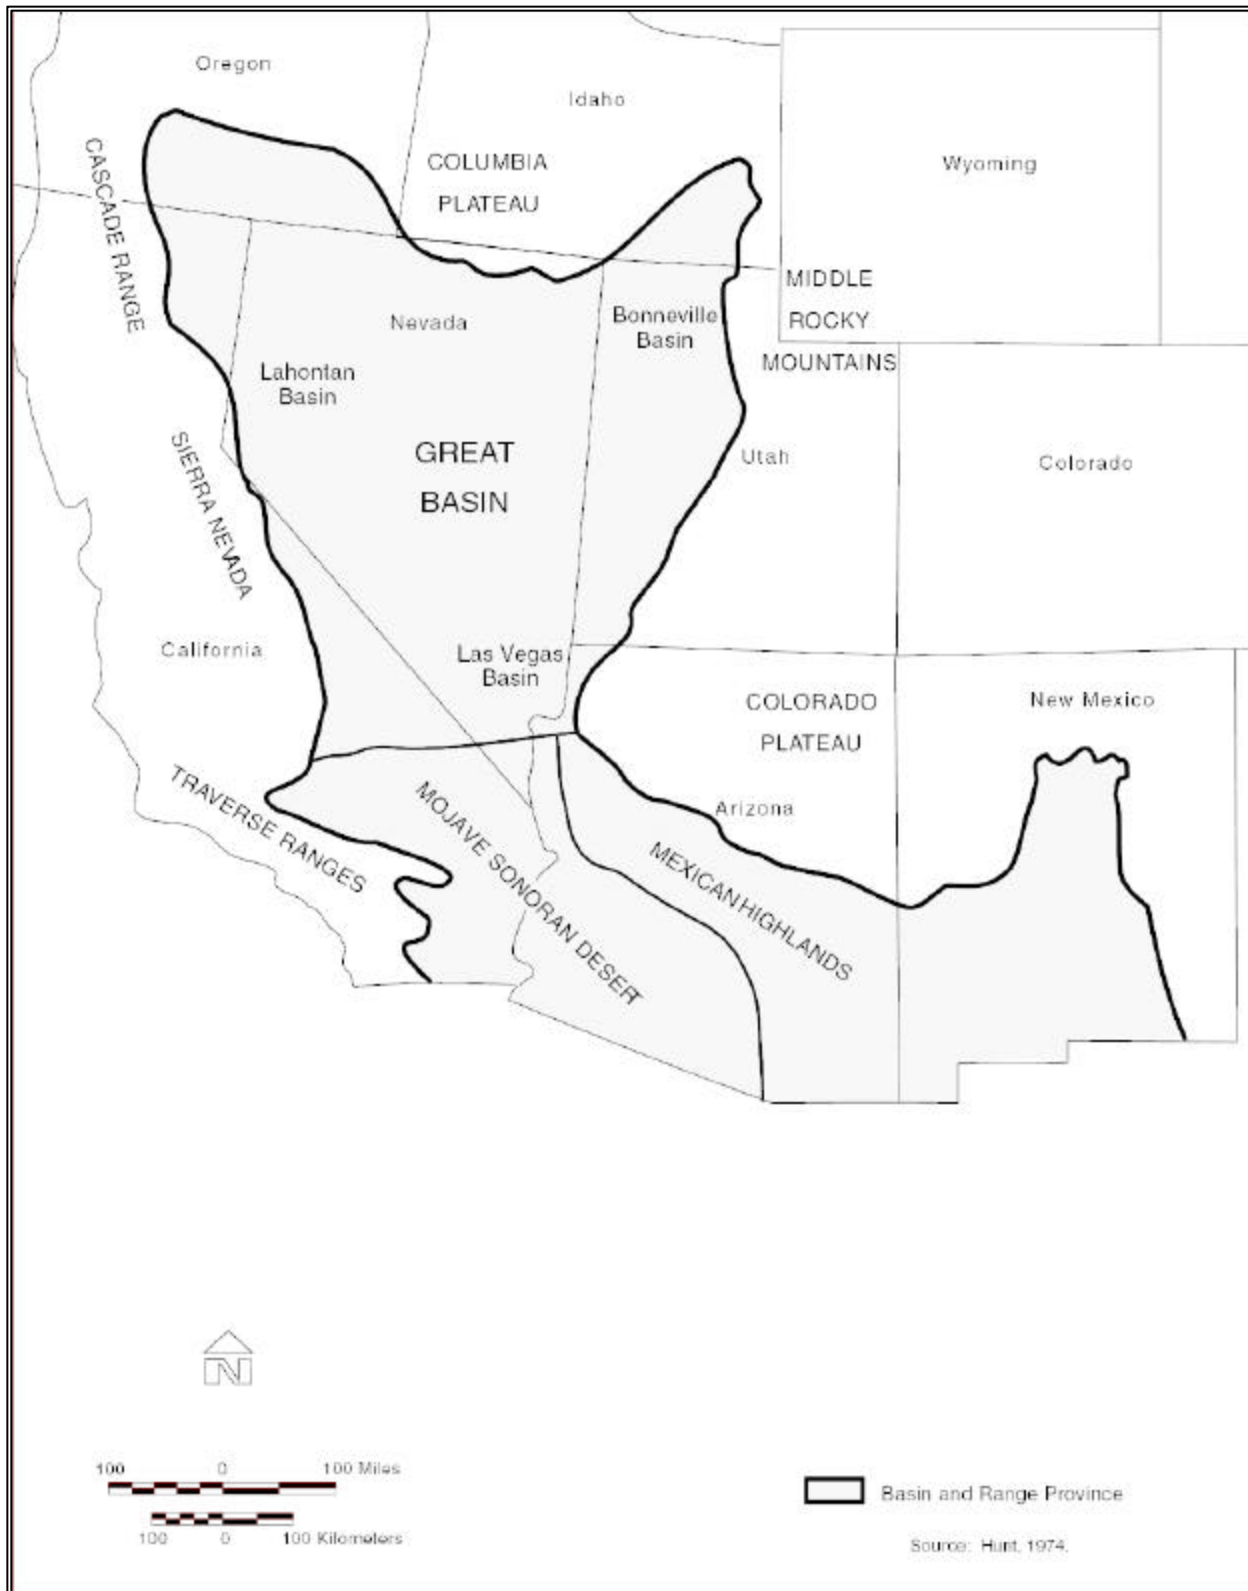 Oregon
Idaho
Wyoming
CASCADE RANGE
COLUMBIA
PLATEAU
MIDDLE
ROCKY
MOUNTAINS
Nevada
Bonneville
Basin
Lahontan
Basin
GREAT
BASIN
Utah
Colorado
SIERRA NEVADA
California
Las Vegas
Basin
COLORADO
PLATEAU
New Mexico
Arizona
TRAVERSE RANGES
MOJAVE SONORAN DESERT
MEXICAN HIGHLANDS
N
100 0 100 Miles
100 0 100 Kilometers
Basin and Range Province
Source: Hunt, 1974.